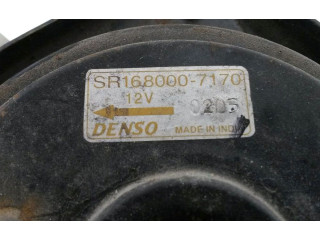 SR168000-7170
12V 0205
DENSO MADE IN INDIA